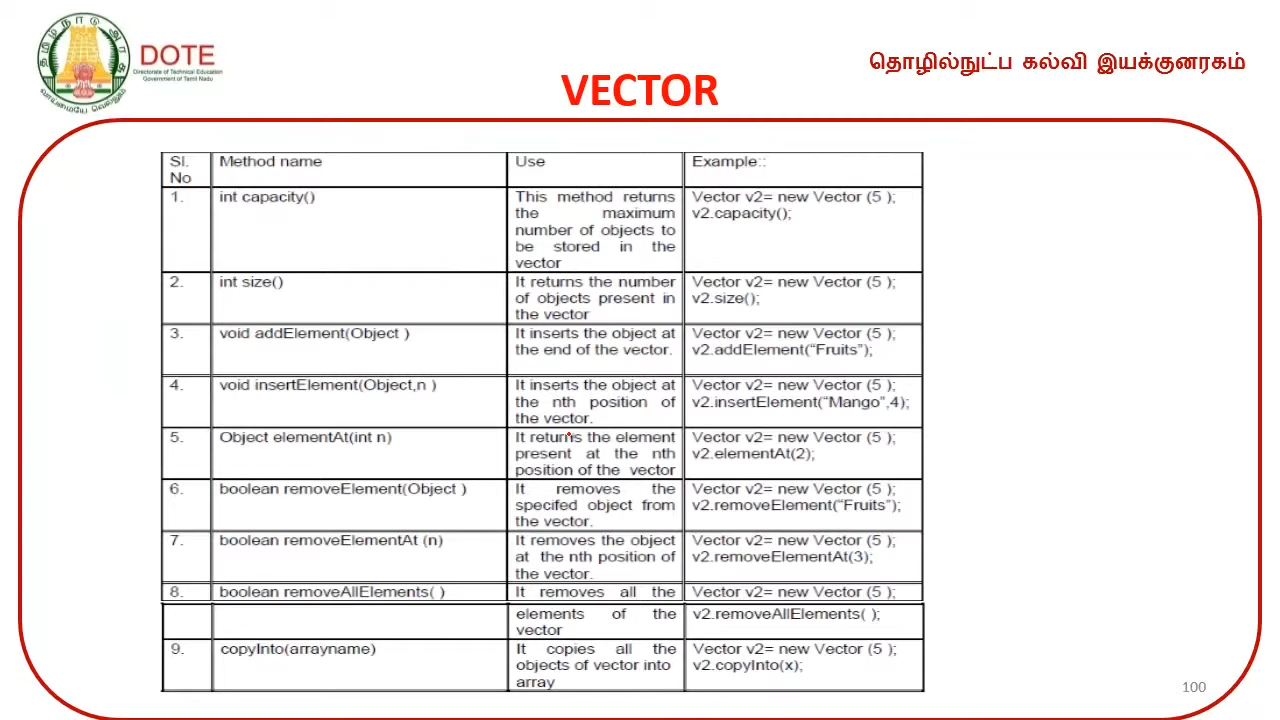 DOTE
Directorate of Technical Education
Government of Tamil Nadu
தொழில்நுட்ப கல்வி இயக்குனரகம்
VECTOR
Sl. No Method name Use Example::
1. int capacity() This method returns Vector v2= new Vector (5 );
the maximum v2.capacity();
number of objects to
be stored in the
vector
2. int size() It returns the number Vector v2= new Vector (5 );
of objects present in v2.size();
the vector
3. void addElement(Object ) It inserts the object at Vector v2= new Vector (5 );
the end of the vector. v2.addElement(“Fruits”);
4. void insertElement(Object,n ) It inserts the object at Vector v2= new Vector (5 );
the nth position of v2.insertElement(“Mango”,4);
the vector.
5. Object elementAt(int n) It returns the element Vector v2= new Vector (5 );
present at the nth v2.elementAt(2);
position of the vector
6. boolean removeElement(Object ) It removes the Vector v2= new Vector (5 );
specifed object from v2.removeElement(“Fruits”);
the vector.
7. boolean removeElementAt (n) It removes the object Vector v2= new Vector (5 );
at the nth position of v2.removeElementAt(3);
the vector.
8. boolean removeAllElements( ) It removes all the Vector v2= new Vector (5 );
elements of the v2.removeAllElements( );
vector
9. copyInto(arrayname) It copies all the Vector v2= new Vector (5 );
objects of vector into v2.copyInto(x);
array
100